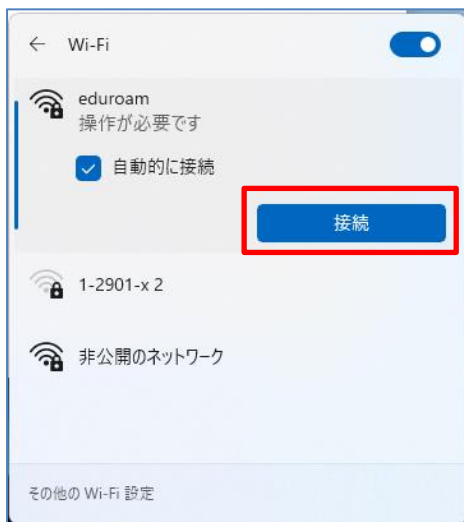 ← Wi-Fi
eduroam
操作が必要です
自動的に接続
接続
1-2901-x 2
非公開のネットワーク
その他の Wi-Fi 設定